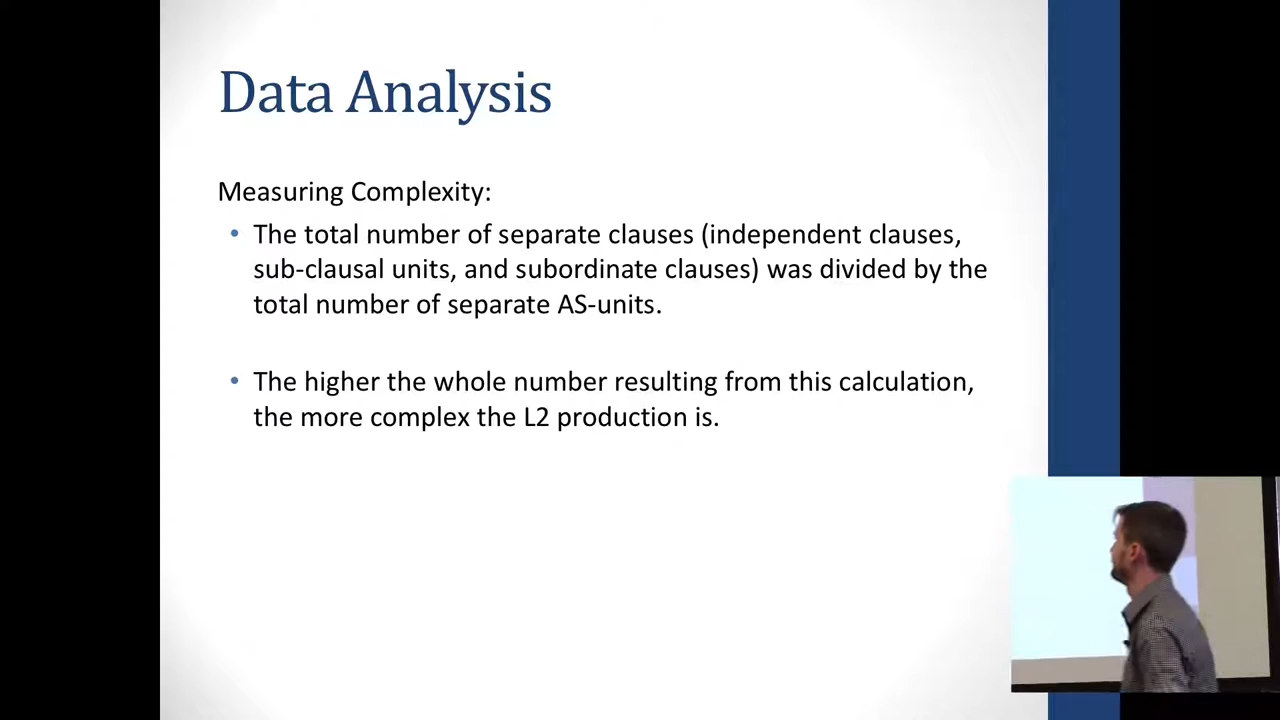 Data Analysis
Measuring Complexity:
• The total number of separate clauses (independent clauses,
sub-clausal units, and subordinate clauses) was divided by the
total number of separate AS-units.
• The higher the whole number resulting from this calculation,
the more complex the L2 production is.